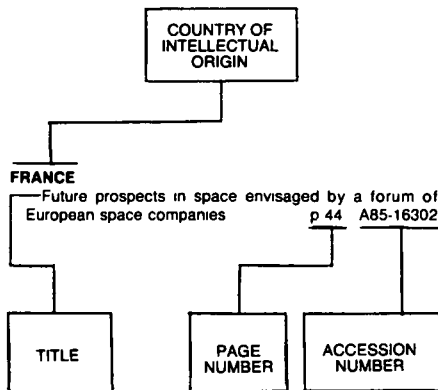 COUNTRY OF
INTELLECTUAL
ORIGIN
FRANCE
Future prospects in space envisaged by a forum of
European space companies p 44 A85-16302
TITLE
PAGE
NUMBER
ACCESSION
NUMBER